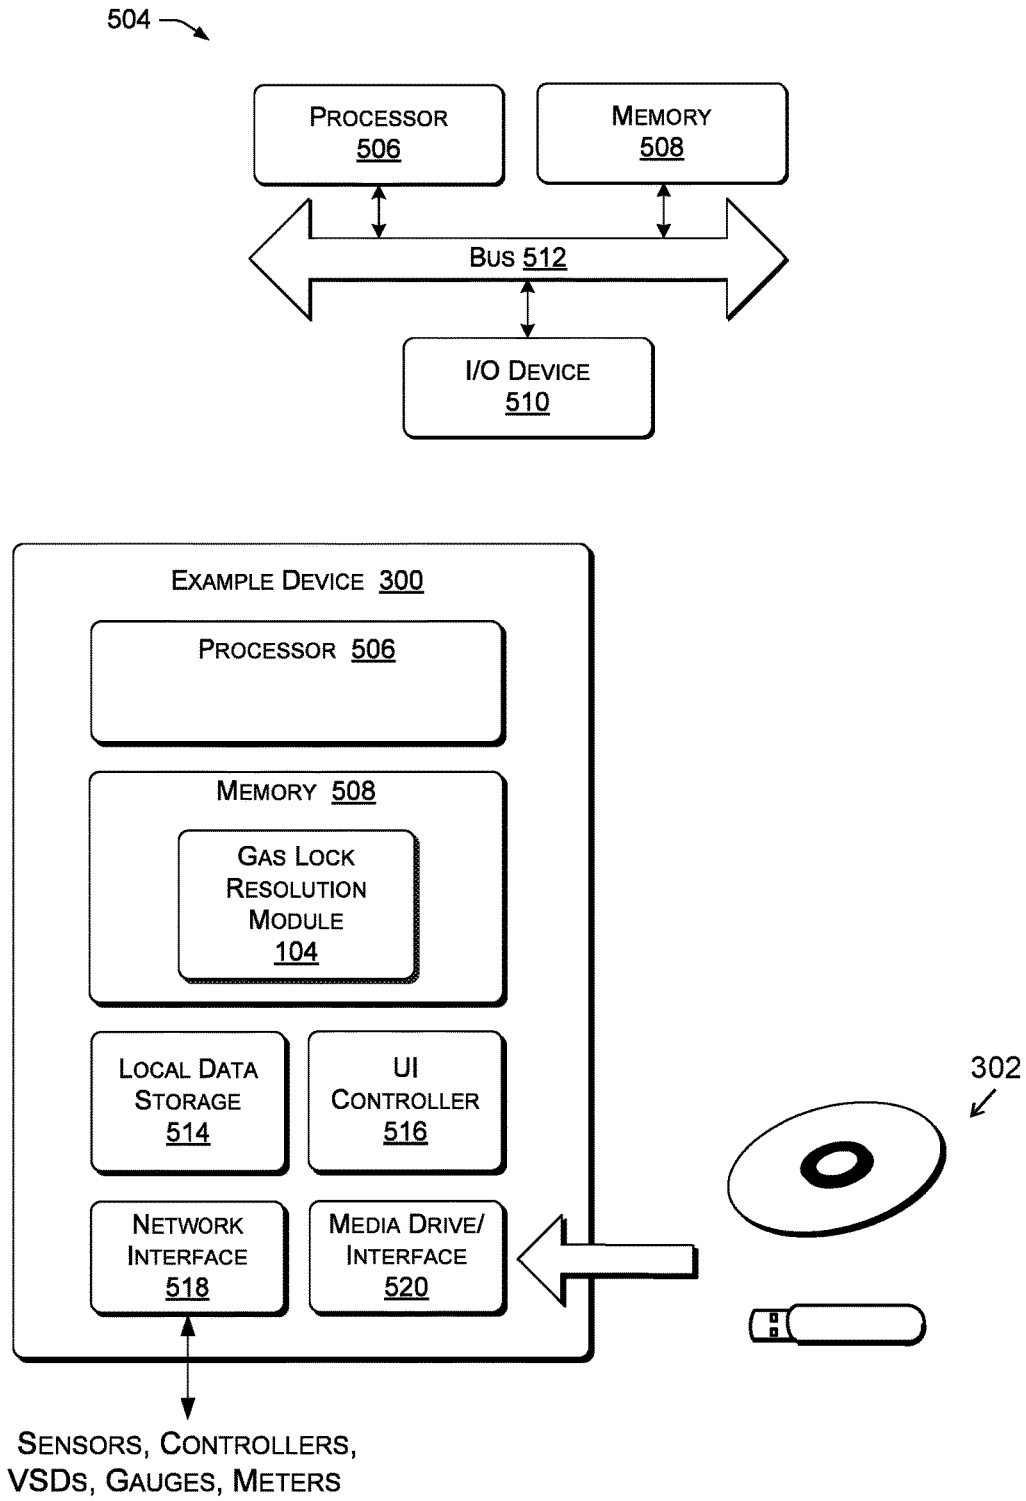 504
PROCESSOR
506
MEMORY
508
BUS 512
I/O DEVICE
510
EXAMPLE DEVICE 300
PROCESSOR 506
MEMORY 508
GAS LOCK
RESOLUTION
MODULE
104
LOCAL DATA
STORAGE
514
UI
CONTROLLER
516
302
NETWORK
INTERFACE
518
MEDIA DRIVE/
INTERFACE
520
SENSORS, CONTROLLERS,
VSDS, GAUGES, METERS